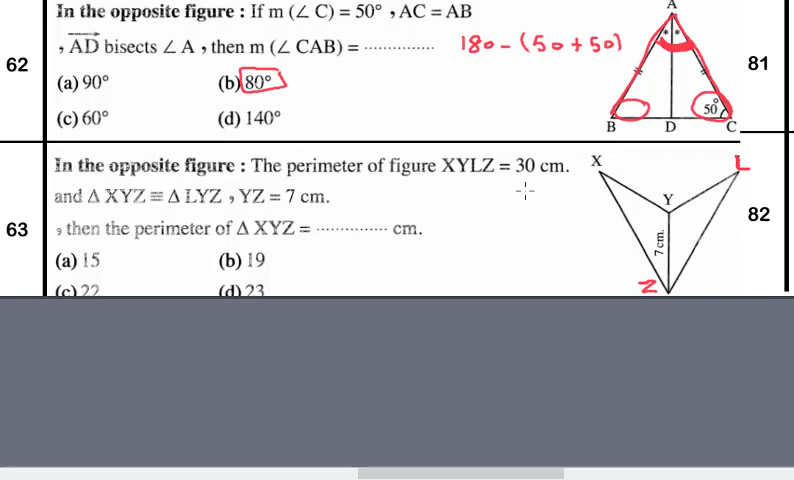 In the opposite figure : If m (∠ C) = 50° , AC = AB
A
, AD bisects ∠ A , then m (∠ CAB) = ··············
180 - (50 + 50)
62
81
(a) 90°
(b) 80°
50°
(c) 60°
(d) 140°
B
D
C
In the opposite figure : The perimeter of figure XYLZ = 30 cm.
X
L
and Δ XYZ ≡ Δ LYZ , YZ = 7 cm.
Y
82
63
, then the perimeter of Δ XYZ = ·············· cm.
7 cm.
(a) 15
(b) 19
Z
(c) 22
(d) 23